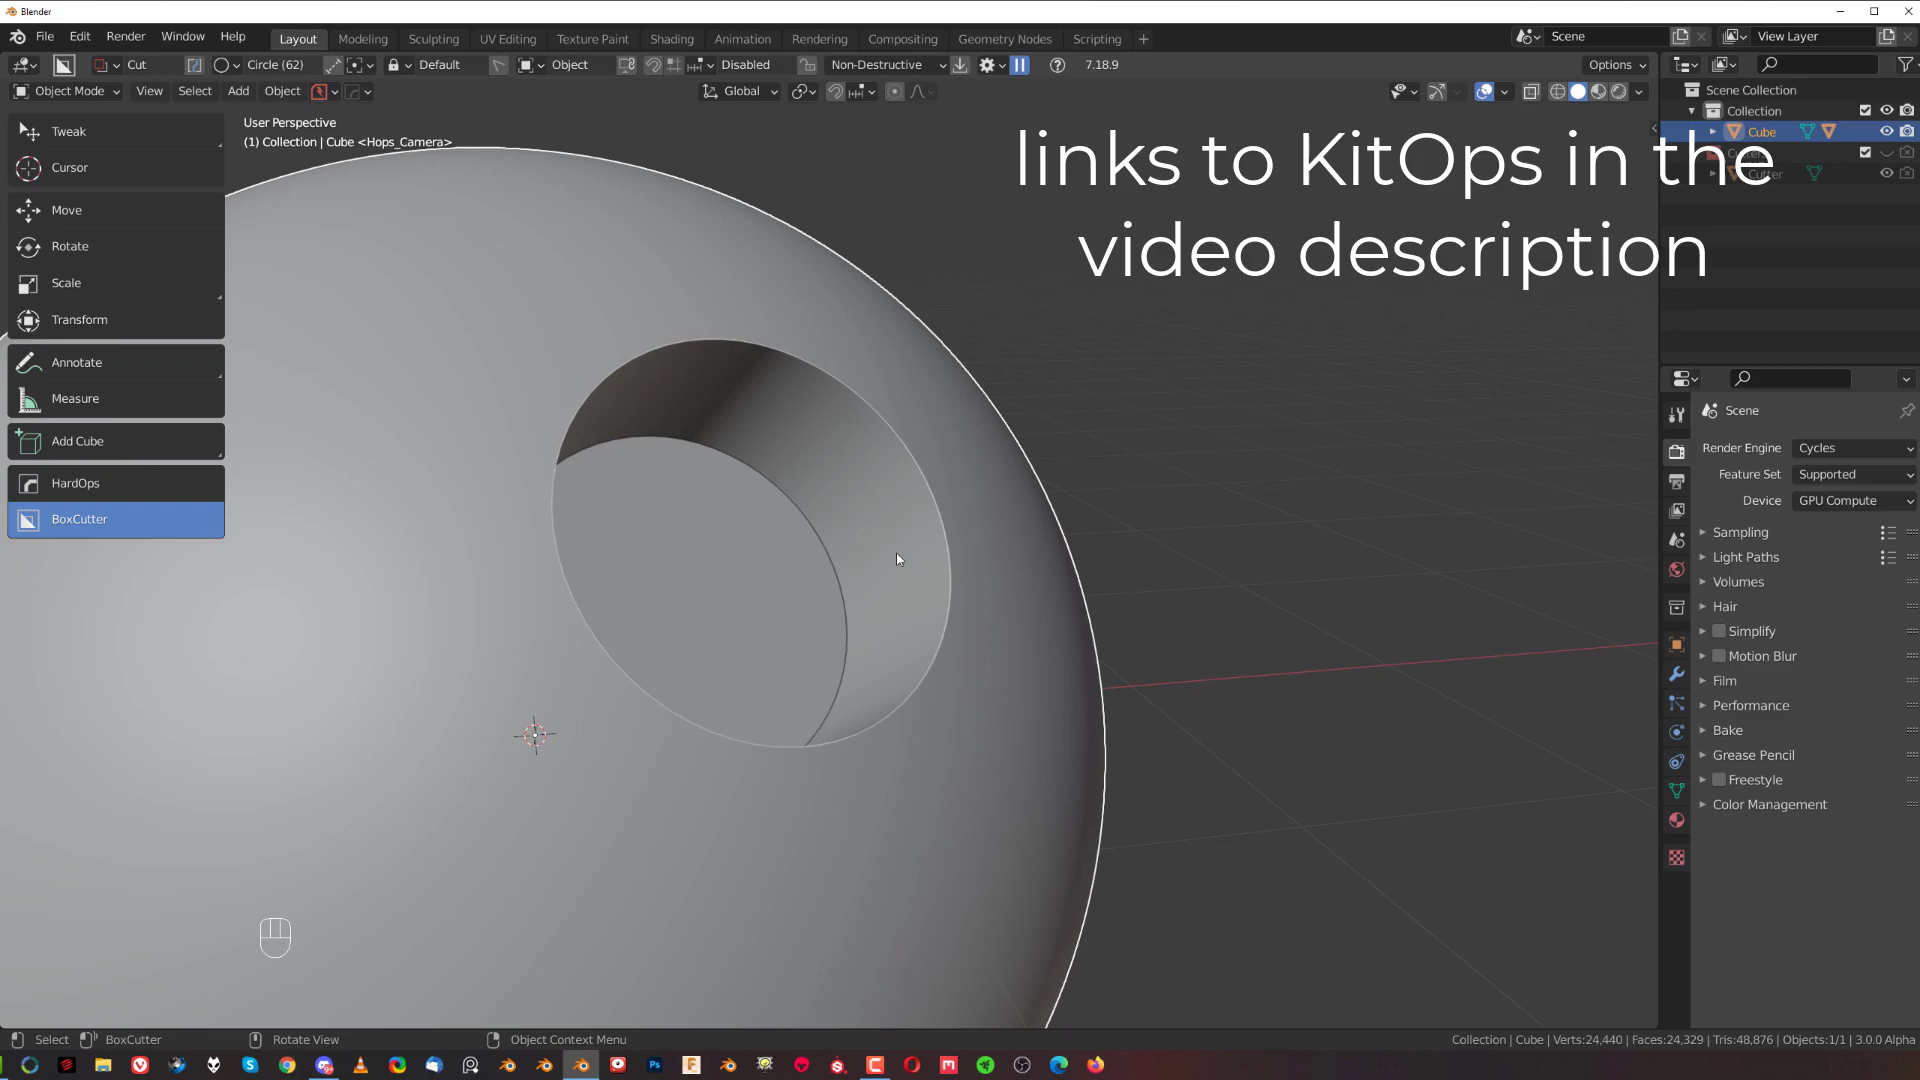 Blender
File Edit Render Window Help Layout Modeling Sculpting UV Editing Texture Paint Shading Animation Rendering Compositing Geometry Nodes Scripting + Scene View Layer
Cut Circle (62) Default Object Disabled Non-Destructive 7.18.9 Options
Object Mode View Select Add Object Global
Scene Collection
Collection
Cube
Cutter
User Perspective
(1) Collection | Cube <Hops_Camera>
links to KitOps in the
video description
Tweak
Cursor
Move
Rotate
Scale
Transform
Annotate
Measure
Add Cube
HardOps
BoxCutter
Scene
Render Engine Cycles
Feature Set Supported
Device GPU Compute
Sampling
Light Paths
Volumes
Hair
Simplify
Motion Blur
Film
Performance
Bake
Grease Pencil
Freestyle
Color Management
Select BoxCutter Rotate View Object Context Menu Collection | Cube | Verts:24,440 | Faces:24,329 | Tris:48,876 | Objects:1/1 | 3.0.0 Alpha